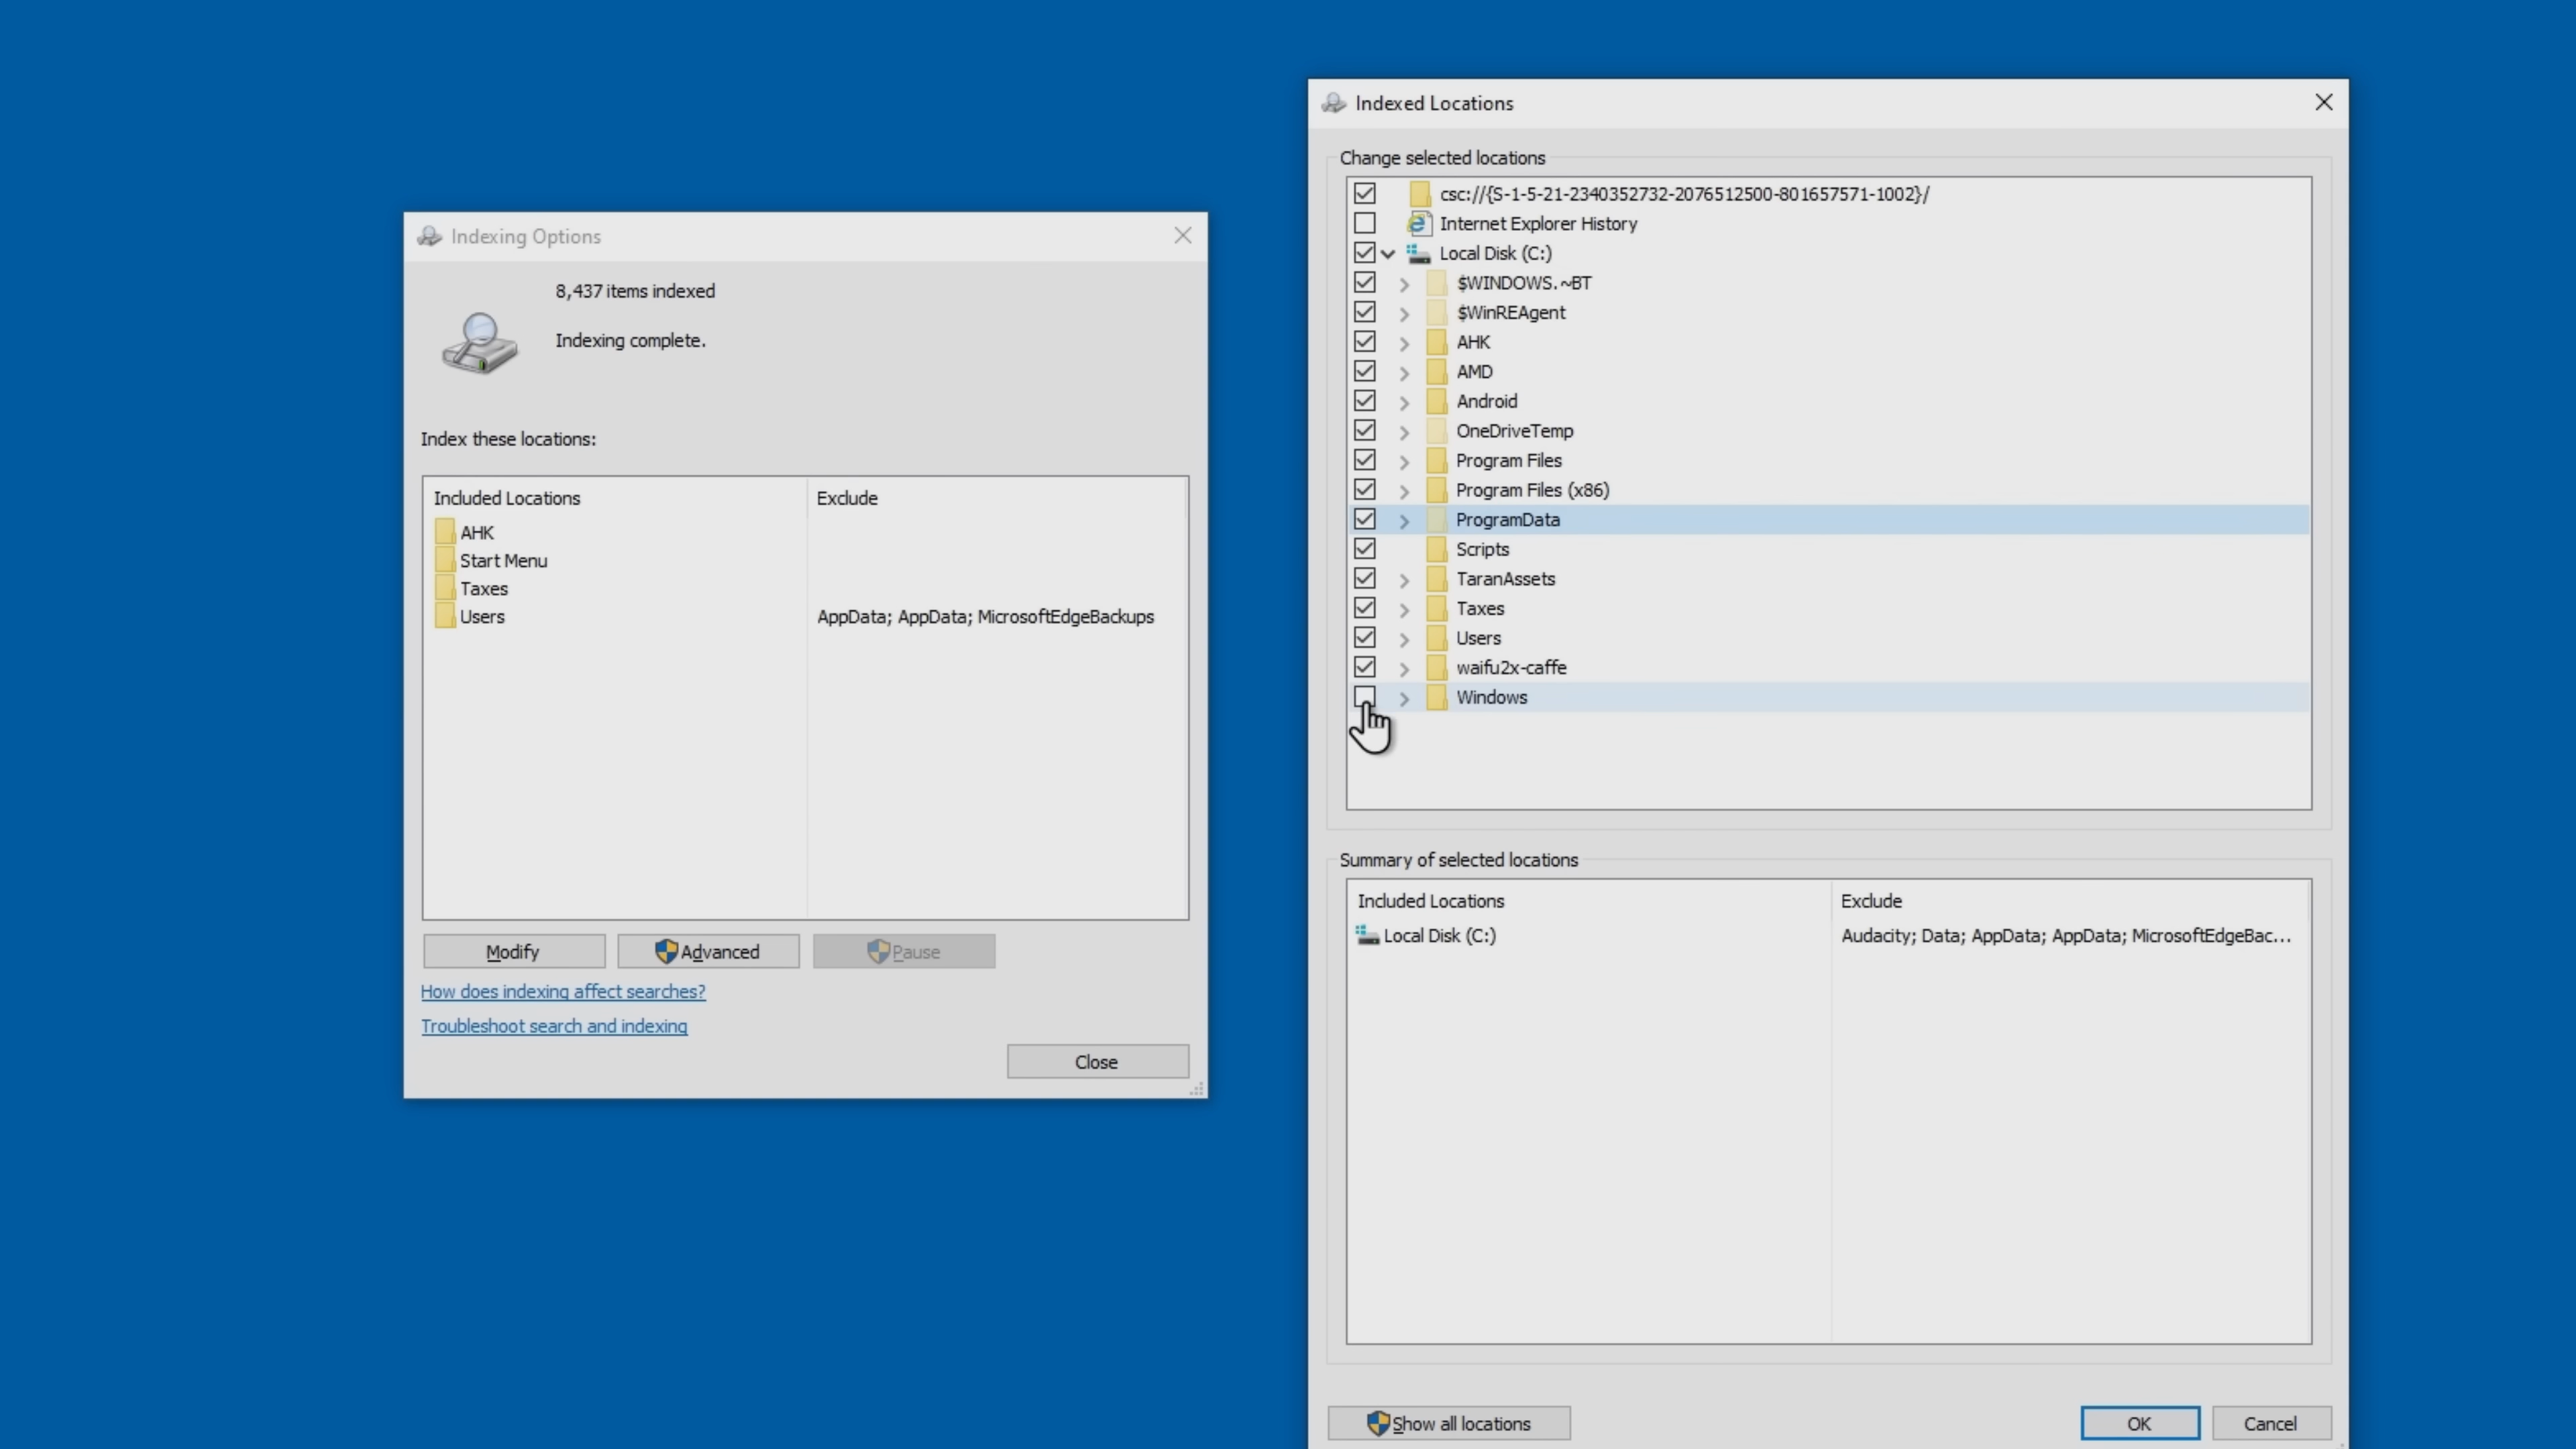 Indexing Options
8,437 items indexed
Indexing complete.
Index these locations:
Included Locations Exclude
AHK
Start Menu
Taxes
Users AppData; AppData; MicrosoftEdgeBackups
Modify Advanced Pause
How does indexing affect searches?
Troubleshoot search and indexing
Close
Indexed Locations
Change selected locations
csc://{S-1-5-21-2340352732-2076512500-801657571-1002}/
Internet Explorer History
Local Disk (C:)
$WINDOWS.~BT
$WinREAgent
AHK
AMD
Android
OneDriveTemp
Program Files
Program Files (x86)
ProgramData
Scripts
TaranAssets
Taxes
Users
waifu2x-caffe
Windows
Summary of selected locations
Included Locations Exclude
Local Disk (C:) Audacity; Data; AppData; AppData; MicrosoftEdgeBac...
Show all locations OK Cancel